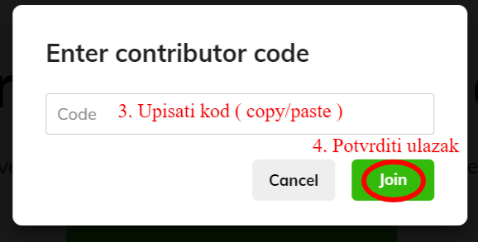 Enter contributor code
Code 3. Upisati kod ( copy/paste )
4. Potvrditi ulazak
Cancel Join